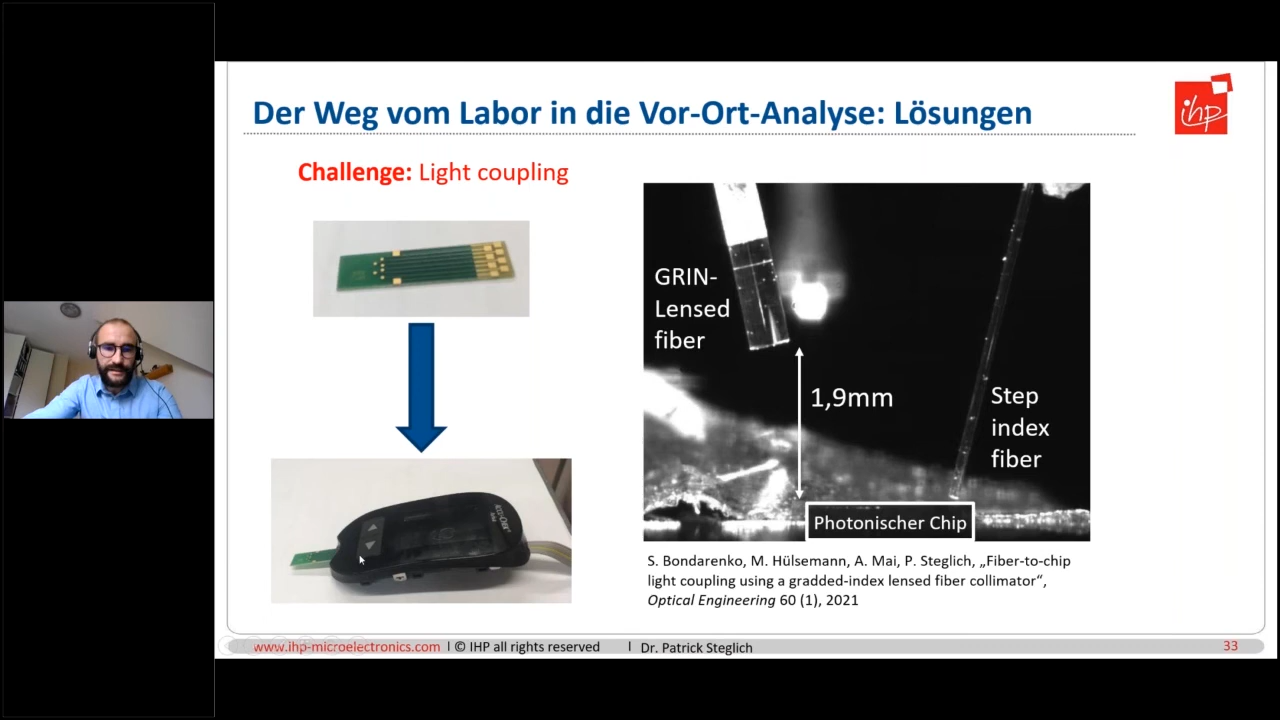 Der Weg vom Labor in die Vor-Ort-Analyse: Lösungen
ihp
Challenge: Light coupling
GRIN-
Lensed
fiber
1,9mm
Step
index
fiber
Photonischer Chip
ACCU-CHEK
S. Bondarenko, M. Hülsemann, A. Mai, P. Steglich, „Fiber-to-chip
light coupling using a gradded-index lensed fiber collimator“,
Optical Engineering 60 (1), 2021
www.ihp-microelectronics.com I © IHP all rights reserved I Dr. Patrick Steglich
33